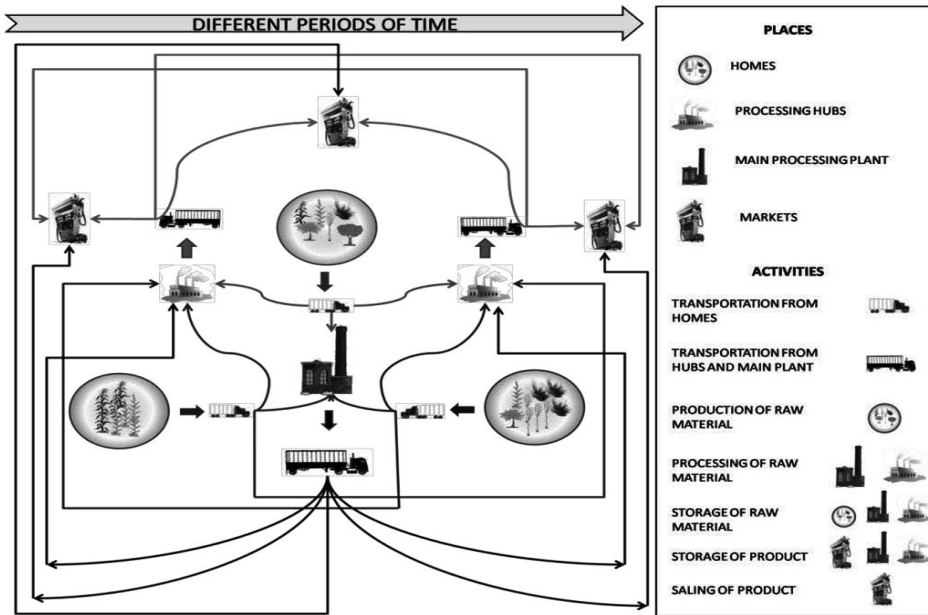 DIFFERENT PERIODS OF TIME
PLACES
HOMES
PROCESSING HUBS
MAIN PROCESSING PLANT
MARKETS
ACTIVITIES
TRANSPORTATION FROM
HOMES
TRANSPORTATION FROM
HUBS AND MAIN PLANT
PRODUCTION OF RAW
MATERIAL
PROCESSING OF RAW
MATERIAL
STORAGE OF RAW
MATERIAL
STORAGE OF PRODUCT
SALING OF PRODUCT